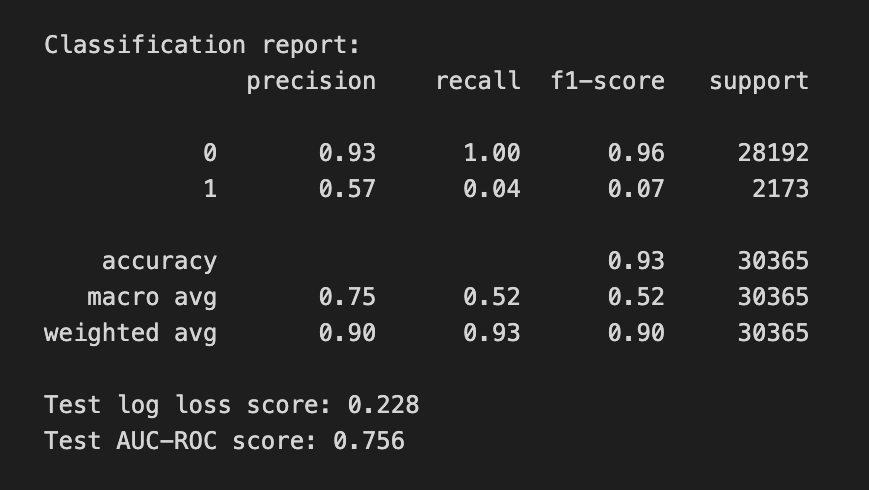 Classification report:
precision recall f1-score support
0 0.93 1.00 0.96 28192
1 0.57 0.04 0.07 2173
accuracy 0.93 30365
macro avg 0.75 0.52 0.52 30365
weighted avg 0.90 0.93 0.90 30365
Test log loss score: 0.228
Test AUC-ROC score: 0.756